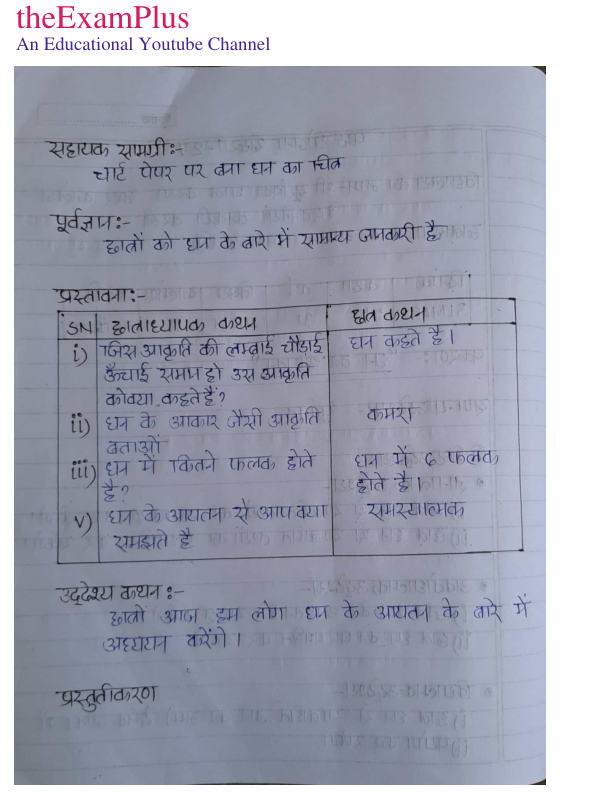 theExamPlus
An Educational Youtube Channel
सहायक सामग्री:-
चार्ट पेपर पर बना घन का चित्र
पूर्वज्ञान:-
छात्रों को घन के बारे में सामान्य जानकारी है
प्रस्तावना:-
SN छात्राध्यापक कथन छात्र कथन
i) जिस आकृति की लम्बाई चौड़ाई घन कहते है।
ऊँचाई समान हो उस आकृति
को क्या कहते हैं?
ii) घन के आकार जैसी आकृति कमरा
बताओं
iii) घन में कितने फलक होते घन में 6 फलक
है? होते है।
v) घन के आयतन से आप क्या समस्यात्मक
समझते है
उद्देश्य कथन :-
छात्रों आज हम लोग घन के आयतन के बारे में
अध्ययन करेंगे।
प्रस्तुतीकरण